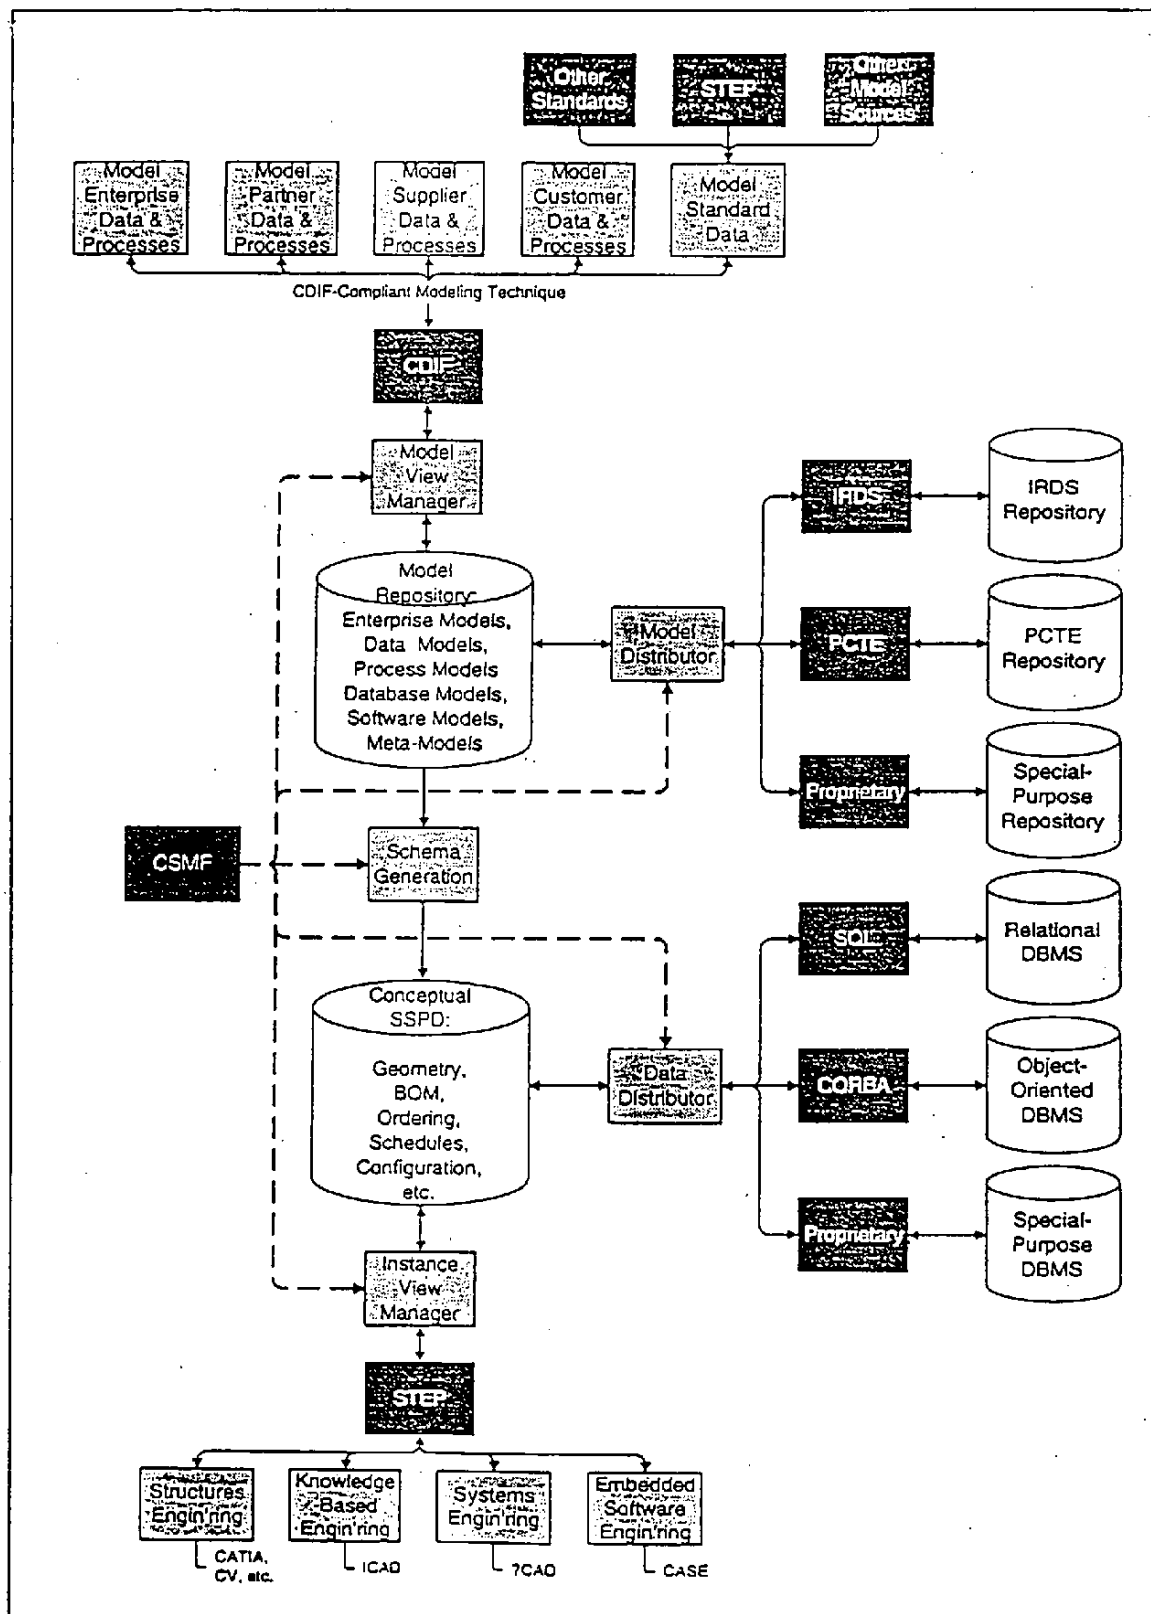 Other
Standards
STEP
Other
Model
Sources
Model
Enterprise
Data &
Processes
Model
Partner
Data &
Processes
Model
Supplier
Data &
Processes
Model
Customer
Data &
Processes
Model
Standard
Data
CDIF-Compliant Modeling Technique
CDIF
Model
View
Manager
IRDS
IRDS
Repository
Model
Repository:
Enterprise Models,
Data Models,
Process Models
Database Models,
Software Models,
Meta-Models
Model
Distributor
PCTE
PCTE
Repository
Proprietary
Special-
Purpose
Repository
CSMF
Schema
Generation
SQL
Relational
DBMS
Conceptual
SSPD:
Geometry,
BOM,
Ordering,
Schedules,
Configuration,
etc.
Data
Distributor
CORBA
Object-
Oriented
DBMS
Proprietary
Special-
Purpose
DBMS
Instance
View
Manager
STEP
Structures
Engin'ring
Knowledge
-Based
Engin'ring
Systems
Engin'ring
Embedded
Software
Engin'ring
CATIA,
CV, etc.
ICAD
?CAD
CASE